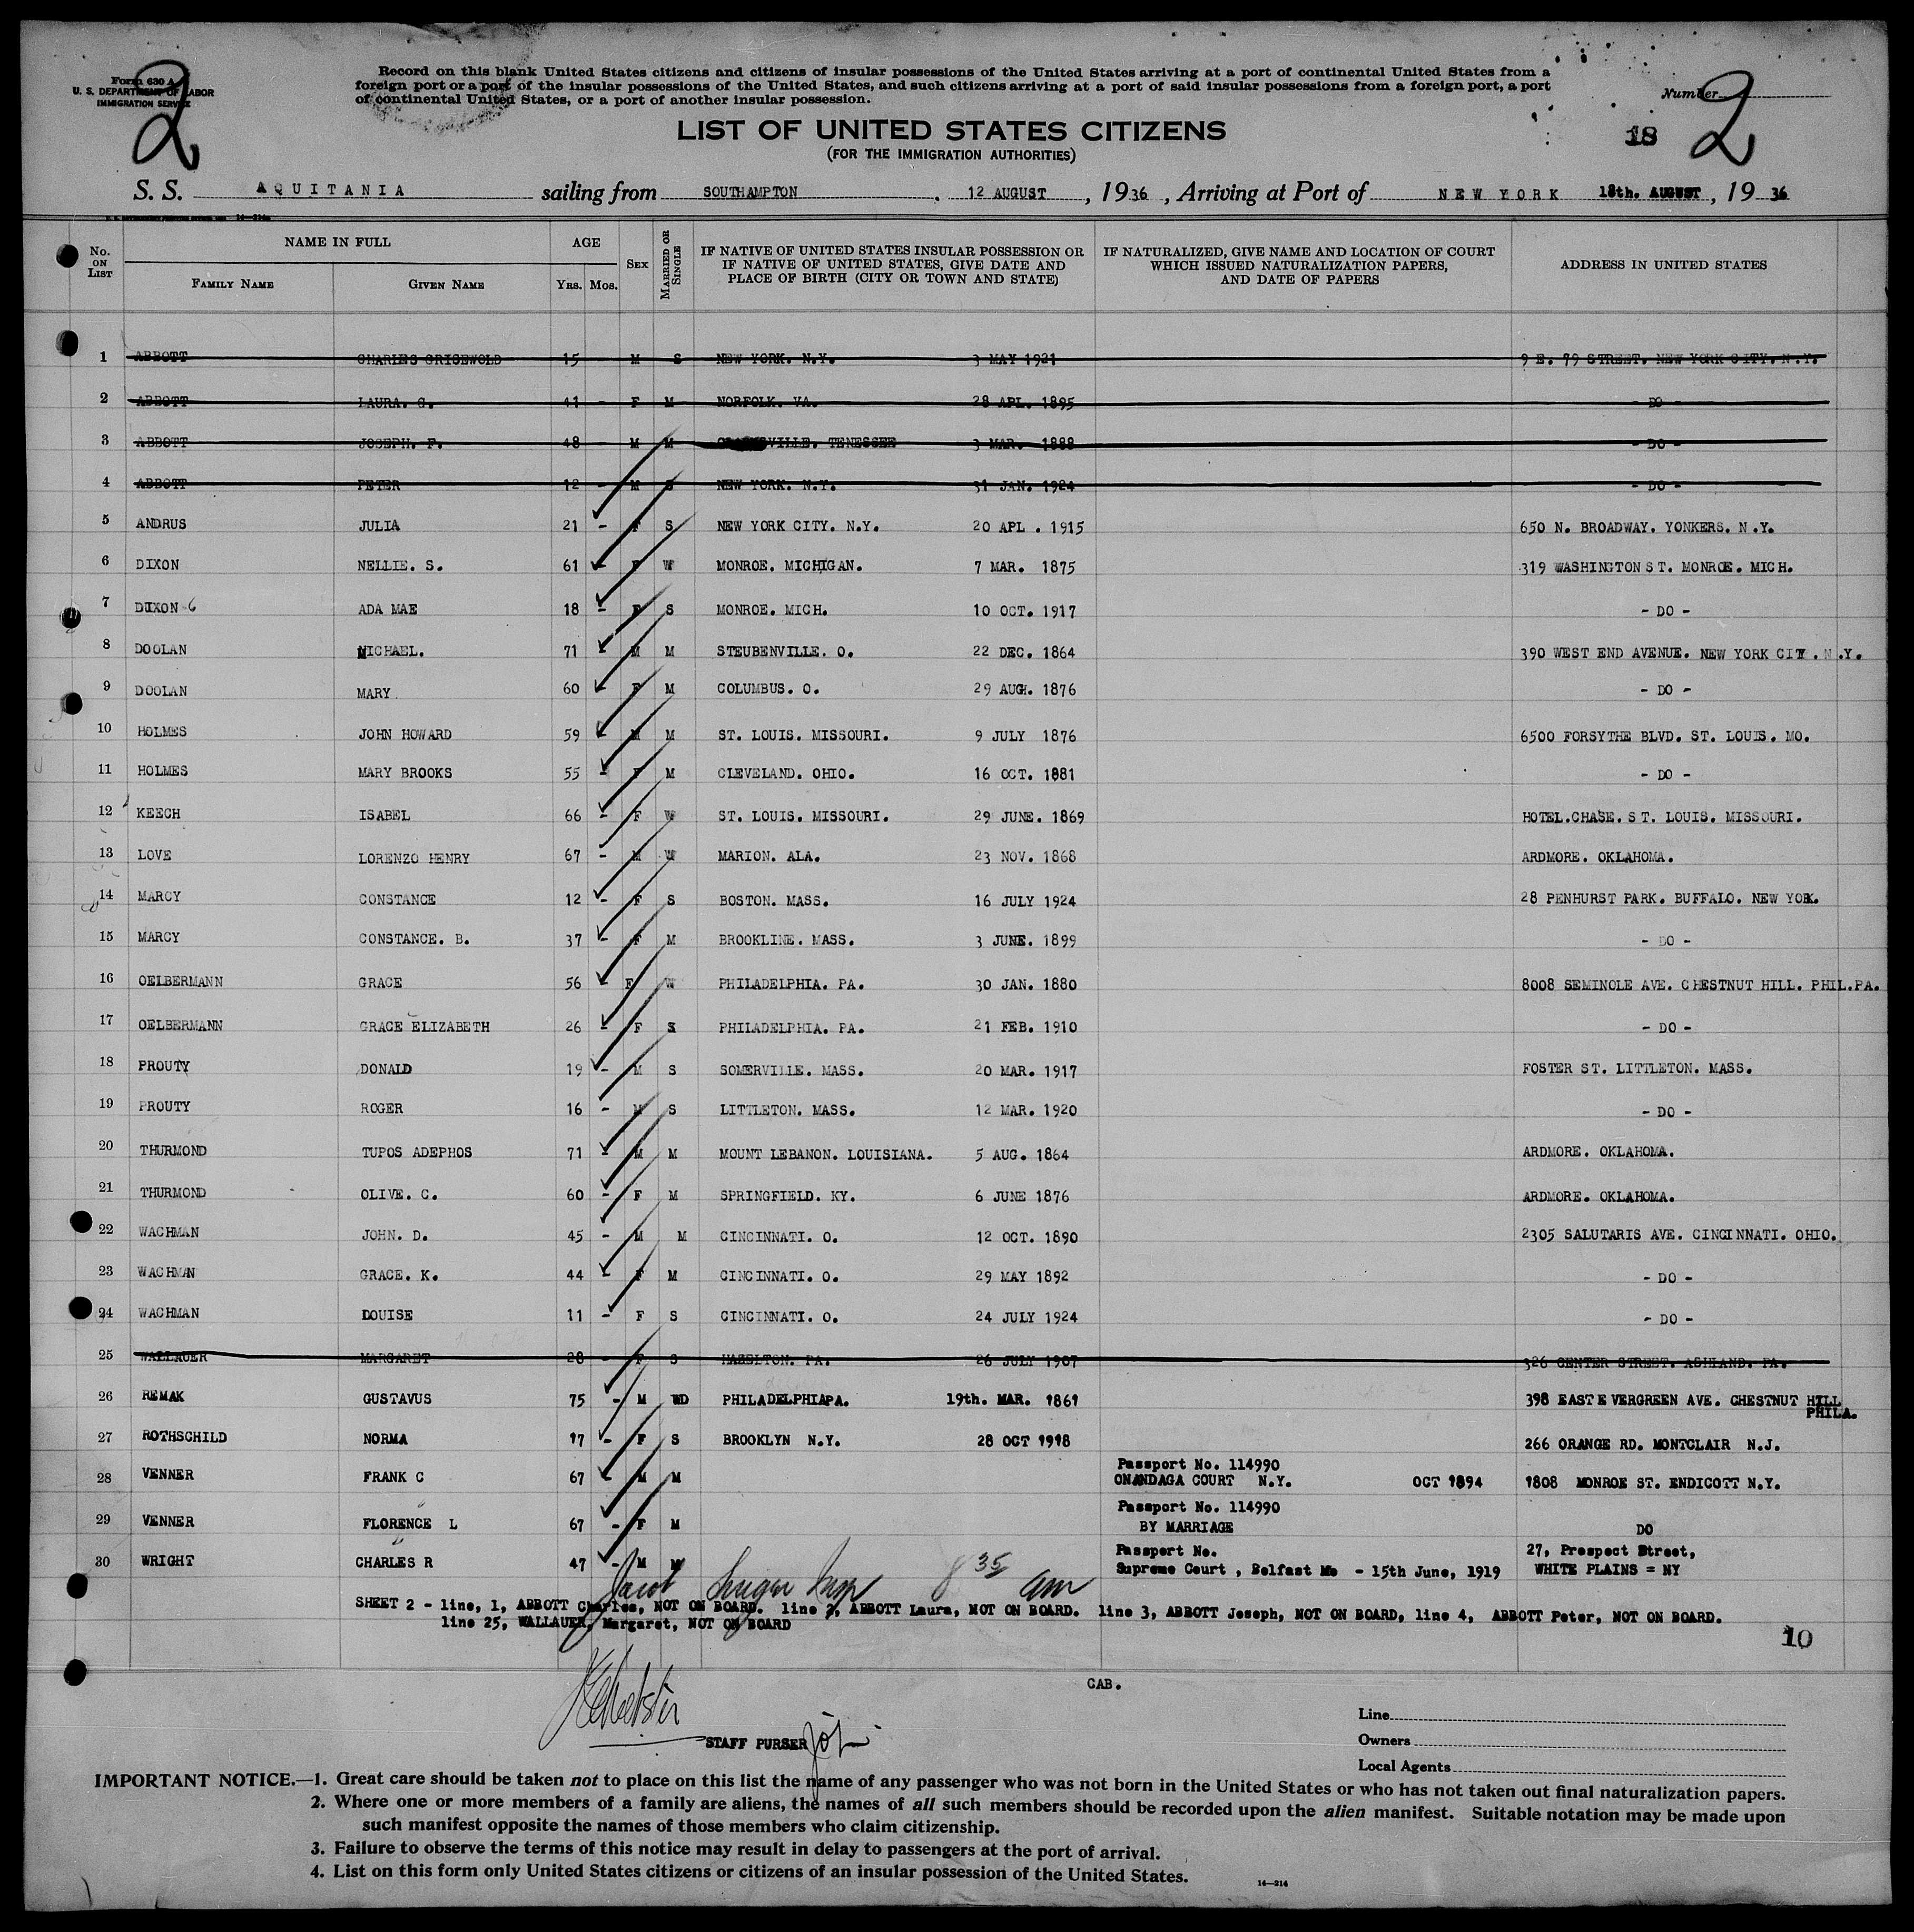 Form 630 A
U. S. DEPARTMENT OF LABOR
IMMIGRATION SERVICE
2
Record on this blank United States citizens and citizens of insular possessions of the United States arriving at a port of continental United States from a
foreign port or a port of the insular possessions of the United States, and such citizens arriving at a port of said insular possessions from a foreign port, a port
of continental United States, or a port of another insular possession.
Number
2
18
LIST OF UNITED STATES CITIZENS
(FOR THE IMMIGRATION AUTHORITIES)
S. S. AQUITANIA sailing from SOUTHAMPTON, 12 AUGUST, 1936, Arriving at Port of NEW YORK 18th. AUGUST, 1936
14-214a
No. ON LIST NAME IN FULL AGE SEX MARRIED OR SINGLE IF NATIVE OF UNITED STATES INSULAR POSSESSION OR IF NATIVE OF UNITED STATES, GIVE DATE AND PLACE OF BIRTH (CITY OR TOWN AND STATE) IF NATURALIZED, GIVE NAME AND LOCATION OF COURT WHICH ISSUED NATURALIZATION PAPERS, AND DATE OF PAPERS ADDRESS IN UNITED STATES
FAMILY NAME GIVEN NAME YRS. MOS.
1 ABBOTT CHARLES GRISEWOLD 15 - M S NEW YORK. N.Y. 3 MAY 1921 9 E. 79 STREET. NEW YORK CITY. N.Y.
2 ABBOTT LAURA. G. 41 - F M NORFOLK. VA. 28 APL. 1895 DO -
3 ABBOTT JOSEPH. F. 48 - M M VILLE. TENESSEE 3 MAR. 1888 - DO -
4 ABBOTT PETER 12 - M S NEW YORK. N.Y. 31 JAN. 1924 - DO -
5 ANDRUS JULIA 21 - F S NEW YORK CITY. N.Y. 20 APL . 1915 650 N. BROADWAY. YONKERS. N.Y.
6 DIXON NELLIE. S. 61 - F W MONROE. MICHIGAN. 7 MAR. 1875 319 WASHINGTON ST. MONROE. MICH.
7 DIXON ADA MAE 18 - F S MONROE. MICH. 10 OCT. 1917 - DO -
8 DOOLAN MICHAEL. 71 - M M STEUBENVILLE. O. 22 DEC. 1864 390 WEST END AVENUE. NEW YORK CITY. N.Y.
9 DOOLAN MARY 60 - F M COLUMBUS. O. 29 AUG. 1876 - DO -
10 HOLMES JOHN HOWARD 59 - M M ST. LOUIS. MISSOURI. 9 JULY 1876 6500 FORSYTHE BLVD. ST. LOUIS. MO.
11 HOLMES MARY BROOKS 55 - F M CLEVELAND. OHIO. 16 OCT. 1881 - DO -
12 KEECH ISABEL 66 - F W ST. LOUIS. MISSOURI. 29 JUNE. 1869 HOTEL.CHASE. ST. LOUIS. MISSOURI.
13 LOVE LORENZO HENRY 67 - M W MARION. ALA. 23 NOV. 1868 ARDMORE. OKLAHOMA.
14 MARCY CONSTANCE 12 - F S BOSTON. MASS. 16 JULY 1924 28 PENHURST PARK. BUFFALO. NEW YOK.
15 MARCY CONSTANCE. B. 37 - F M BROOKLINE. MASS. 3 JUNE. 1899 - DO -
16 OELBERMANN GRACE 56 - F W PHILADELPHIA. PA. 30 JAN. 1880 8008 SEMINOLE AVE. CHESTNUT HILL. PHIL.PA.
17 OELBERMANN GRACE ELIZABETH 26 - F S PHILADELPHIA. PA. 21 FEB. 1910 - DO -
18 PROUTY DONALD 19 - M S SOMERVILLE. MASS. 20 MAR. 1917 FOSTER ST. LITTLETON. MASS.
19 PROUTY ROGER 16 - M S LITTLETON. MASS. 12 MAR. 1920 - DO -
20 THURMOND TUPOS ADEPHOS 71 - M M MOUNT LEBANON. LOUISIANA. 5 AUG. 1864 ARDMORE. OKLAHOMA.
21 THURMOND OLIVE. C. 60 - F M SPRINGFIELD. KY. 6 JUNE 1876 ARDMORE. OKLAHOMA.
22 WACHMAN JOHN. D. 45 - M M CINCINNATI. O. 12 OCT. 1890 2305 SALUTARIS AVE. CINCINNATI. OHIO.
23 WACHMAN GRACE. K. 44 - F M CINCINNATI. O. 29 MAY 1892 - DO -
24 WACHMAN DOUISE 11 - F S CINCINNATI. O. 24 JULY 1924 - DO -
25 WALLAUER MARGARET 28 - F S HAZELTON. PA. 26 JULY 1907 326 CENTER STREET. ASHLAND. PA.
26 REMAK GUSTAVUS 75 - M WD PHILADELPHIAPA. 19th. MAR. 1861 398 EAST EVERGREEN AVE. CHESTNUT HILL
PHILA.
27 ROTHSCHILD NORMA 17 - F S BROOKLYN N.Y. 28 OCT 1918 266 ORANGE RD. MONTCLAIR N.J.
Passport No. 114990
28 VENNER FRANK C 67 - M M ONANDAGA COURT N.Y. OCT 1894 1808 MONROE ST. ENDICOTT N.Y.
Passport No. 114990
29 VENNER FLORENCE L 67 - F M BY MARRIAGE DO
Passport No. 27, Prospect Street,
30 WRIGHT CHARLES R 47 - M M Supreme Court , Belfast Me - 15th June, 1919 WHITE PLAINS = NY
8 35 am
SHEET 2 - line, 1, ABBOTT Charles, NOT ON BOARD. line 2, ABBOTT Laura, NOT ON BOARD. line 3, ABBOTT Joseph, NOT ON BOARD, line 4, ABBOTT Peter, NOT ON BOARD.
line 25, WALLAUER, Margaret, NOT ON BOARD
10
CAB.
STAFF PURSER
Line
Owners
Local Agents
IMPORTANT NOTICE.—1. Great care should be taken not to place on this list the name of any passenger who was not born in the United States or who has not taken out final naturalization papers.
2. Where one or more members of a family are aliens, the names of all such members should be recorded upon the alien manifest. Suitable notation may be made upon
such manifest opposite the names of those members who claim citizenship.
3. Failure to observe the terms of this notice may result in delay to passengers at the port of arrival.
4. List on this form only United States citizens or citizens of an insular possession of the United States.
14—214